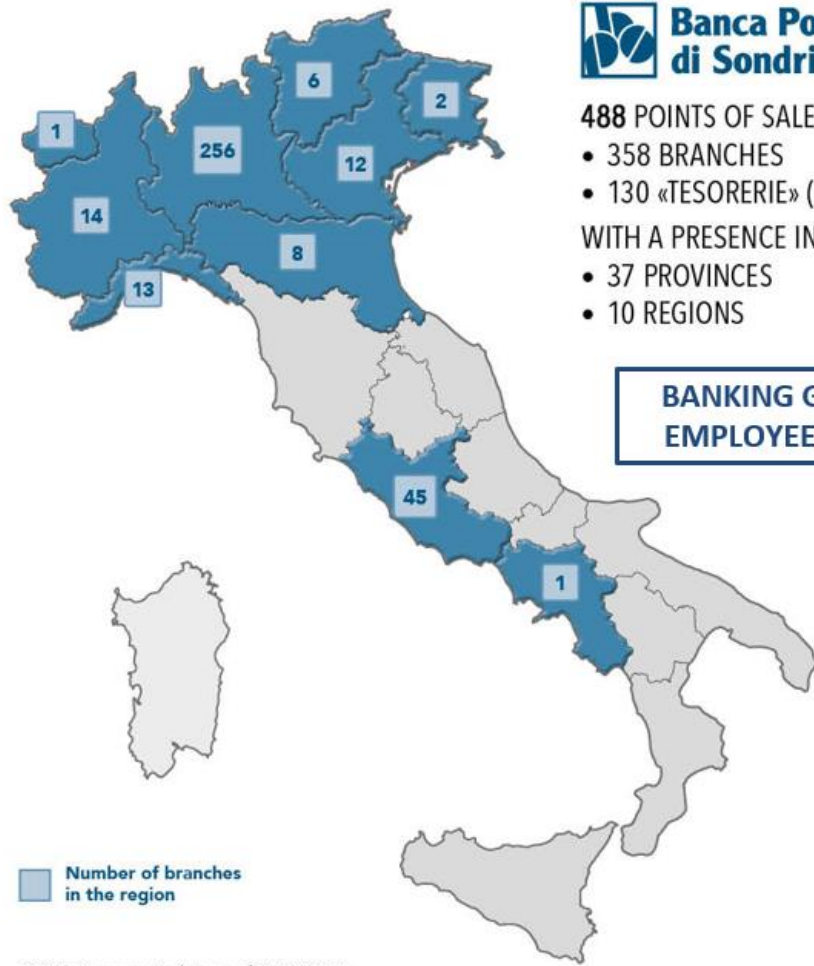 Banca Po
di Sondri
488 POINTS OF SALE
• 358 BRANCHES
• 130 «TESORERIE» (
WITH A PRESENCE IN
• 37 PROVINCES
• 10 REGIONS
BANKING G
EMPLOYEE
6
2
1
256
12
14
8
13
45
1
Number of branches
in the region